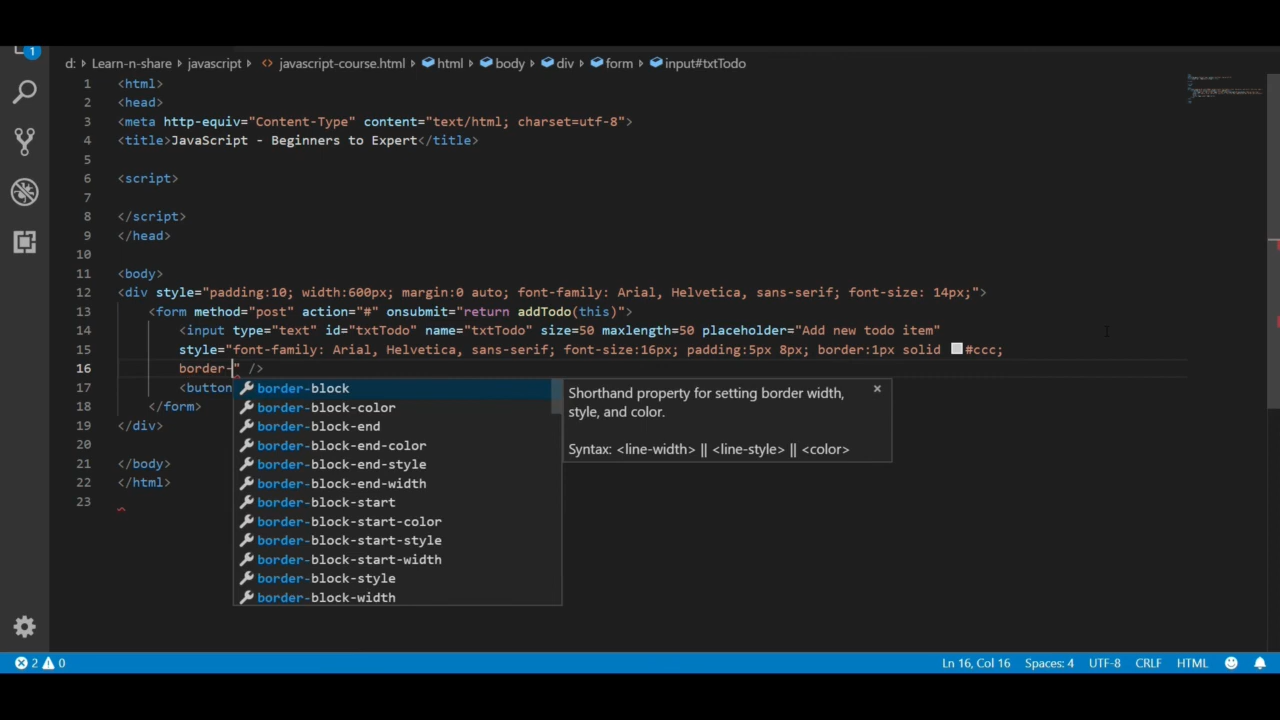 1
d: Learn-n-share javascript <> javascript-course.html html body div form input#txtTodo
1 <html>
2 <head>
3 <meta http-equiv="Content-Type" content="text/html; charset=utf-8">
4 <title>JavaScript - Beginners to Expert</title>
5
6 <script>
7
8 </script>
9 </head>
10
11 <body>
12 <div style="padding:10; width:600px; margin:0 auto; font-family: Arial, Helvetica, sans-serif; font-size: 14px;">
13 <form method="post" action="#" onsubmit="return addTodo(this)">
14 <input type="text" id="txtTodo" name="txtTodo" size=50 maxlength=50 placeholder="Add new todo item"
15 style="font-family: Arial, Helvetica, sans-serif; font-size:16px; padding:5px 8px; border:1px solid #ccc;
16 border-" />
17 <button
18 </form>
19 </div>
20
21 </body>
22 </html>
23
border-block
border-block-color
border-block-end
border-block-end-color
border-block-end-style
border-block-end-width
border-block-start
border-block-start-color
border-block-start-style
border-block-start-width
border-block-style
border-block-width
Shorthand property for setting border width,
style, and color.
Syntax: <line-width> || <line-style> || <color>
2 0 Ln 16, Col 16 Spaces: 4 UTF-8 CRLF HTML